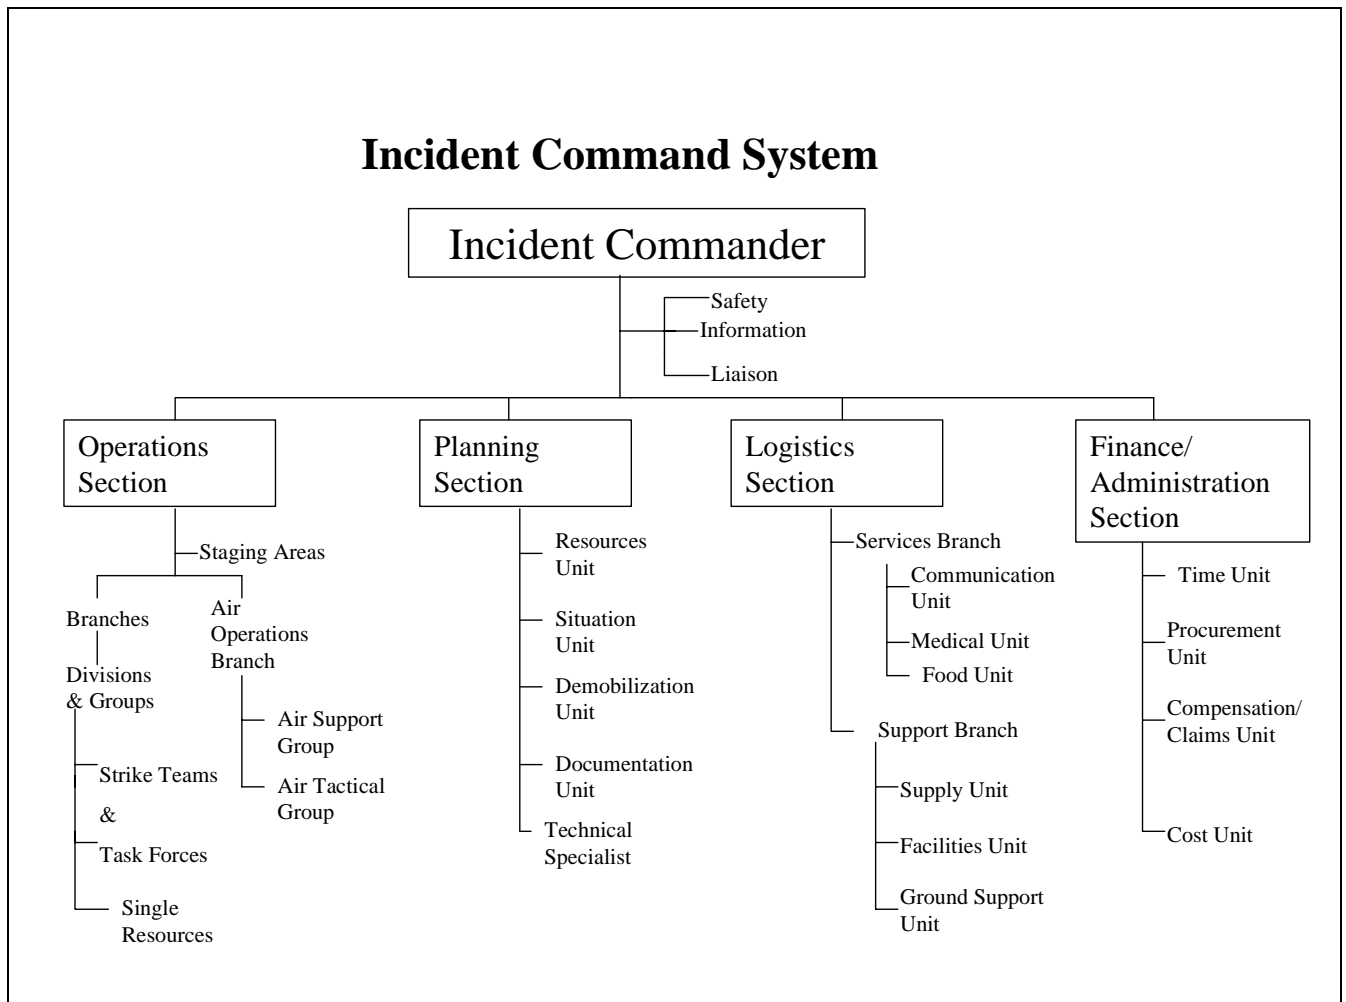 Incident Command System
Incident Commander
Safety
Information
Liaison
Operations
Section
Staging Areas
Branches
Divisions
& Groups
Strike Teams
&
Task Forces
Single
Resources
Air
Operations
Branch
Air Support
Group
Air Tactical
Group
Planning
Section
Resources
Unit
Situation
Unit
Demobilization
Unit
Documentation
Unit
Technical
Specialist
Logistics
Section
Services Branch
Communication
Unit
Medical Unit
Food Unit
Support Branch
Supply Unit
Facilities Unit
Ground Support
Unit
Finance/
Administration
Section
Time Unit
Procurement
Unit
Compensation/
Claims Unit
Cost Unit